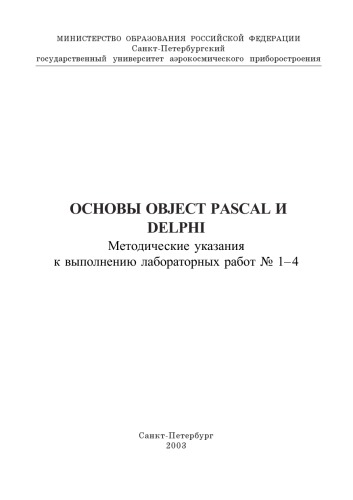 МИНИСТЕРСТВО ОБРАЗОВАНИЯ РОССИЙСКОЙ ФЕДЕРАЦИИ
Санкт-Петербургский
государственный университет аэрокосмического приборостроения
ОСНОВЫ OBJECT PASCAL И
DELPHI
Методические указания
к выполнению лабораторных работ № 1–4
Санкт-Петербург
2003